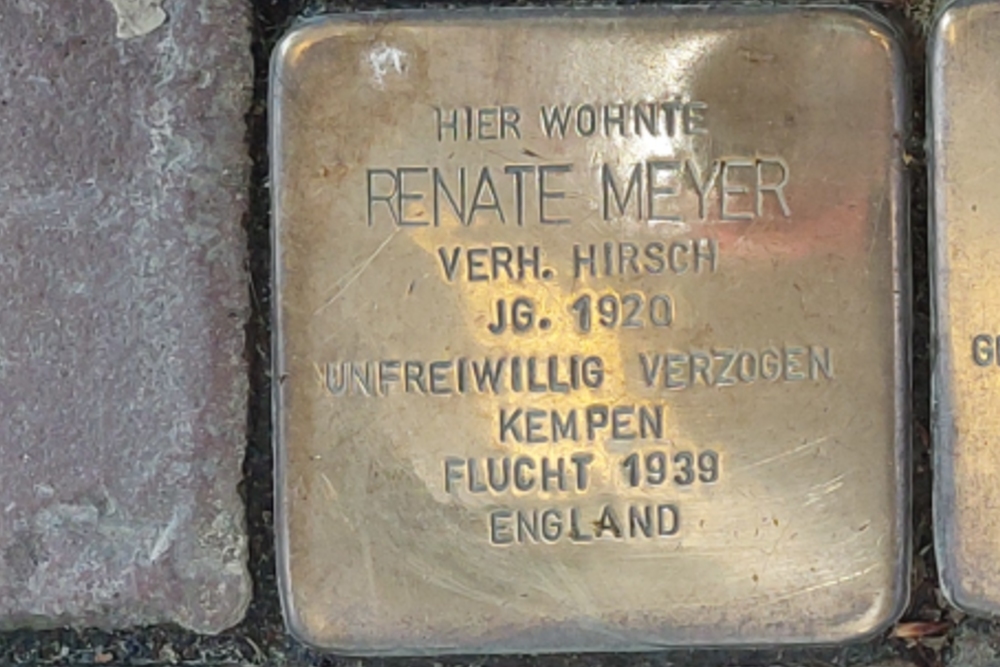 HIER WOHNTE
RENATE MEYER
VERH. HIRSCH
JG. 1920
UNFREIWILLIG VERZOGEN
KEMPEN
FLUCHT 1939
ENGLAND